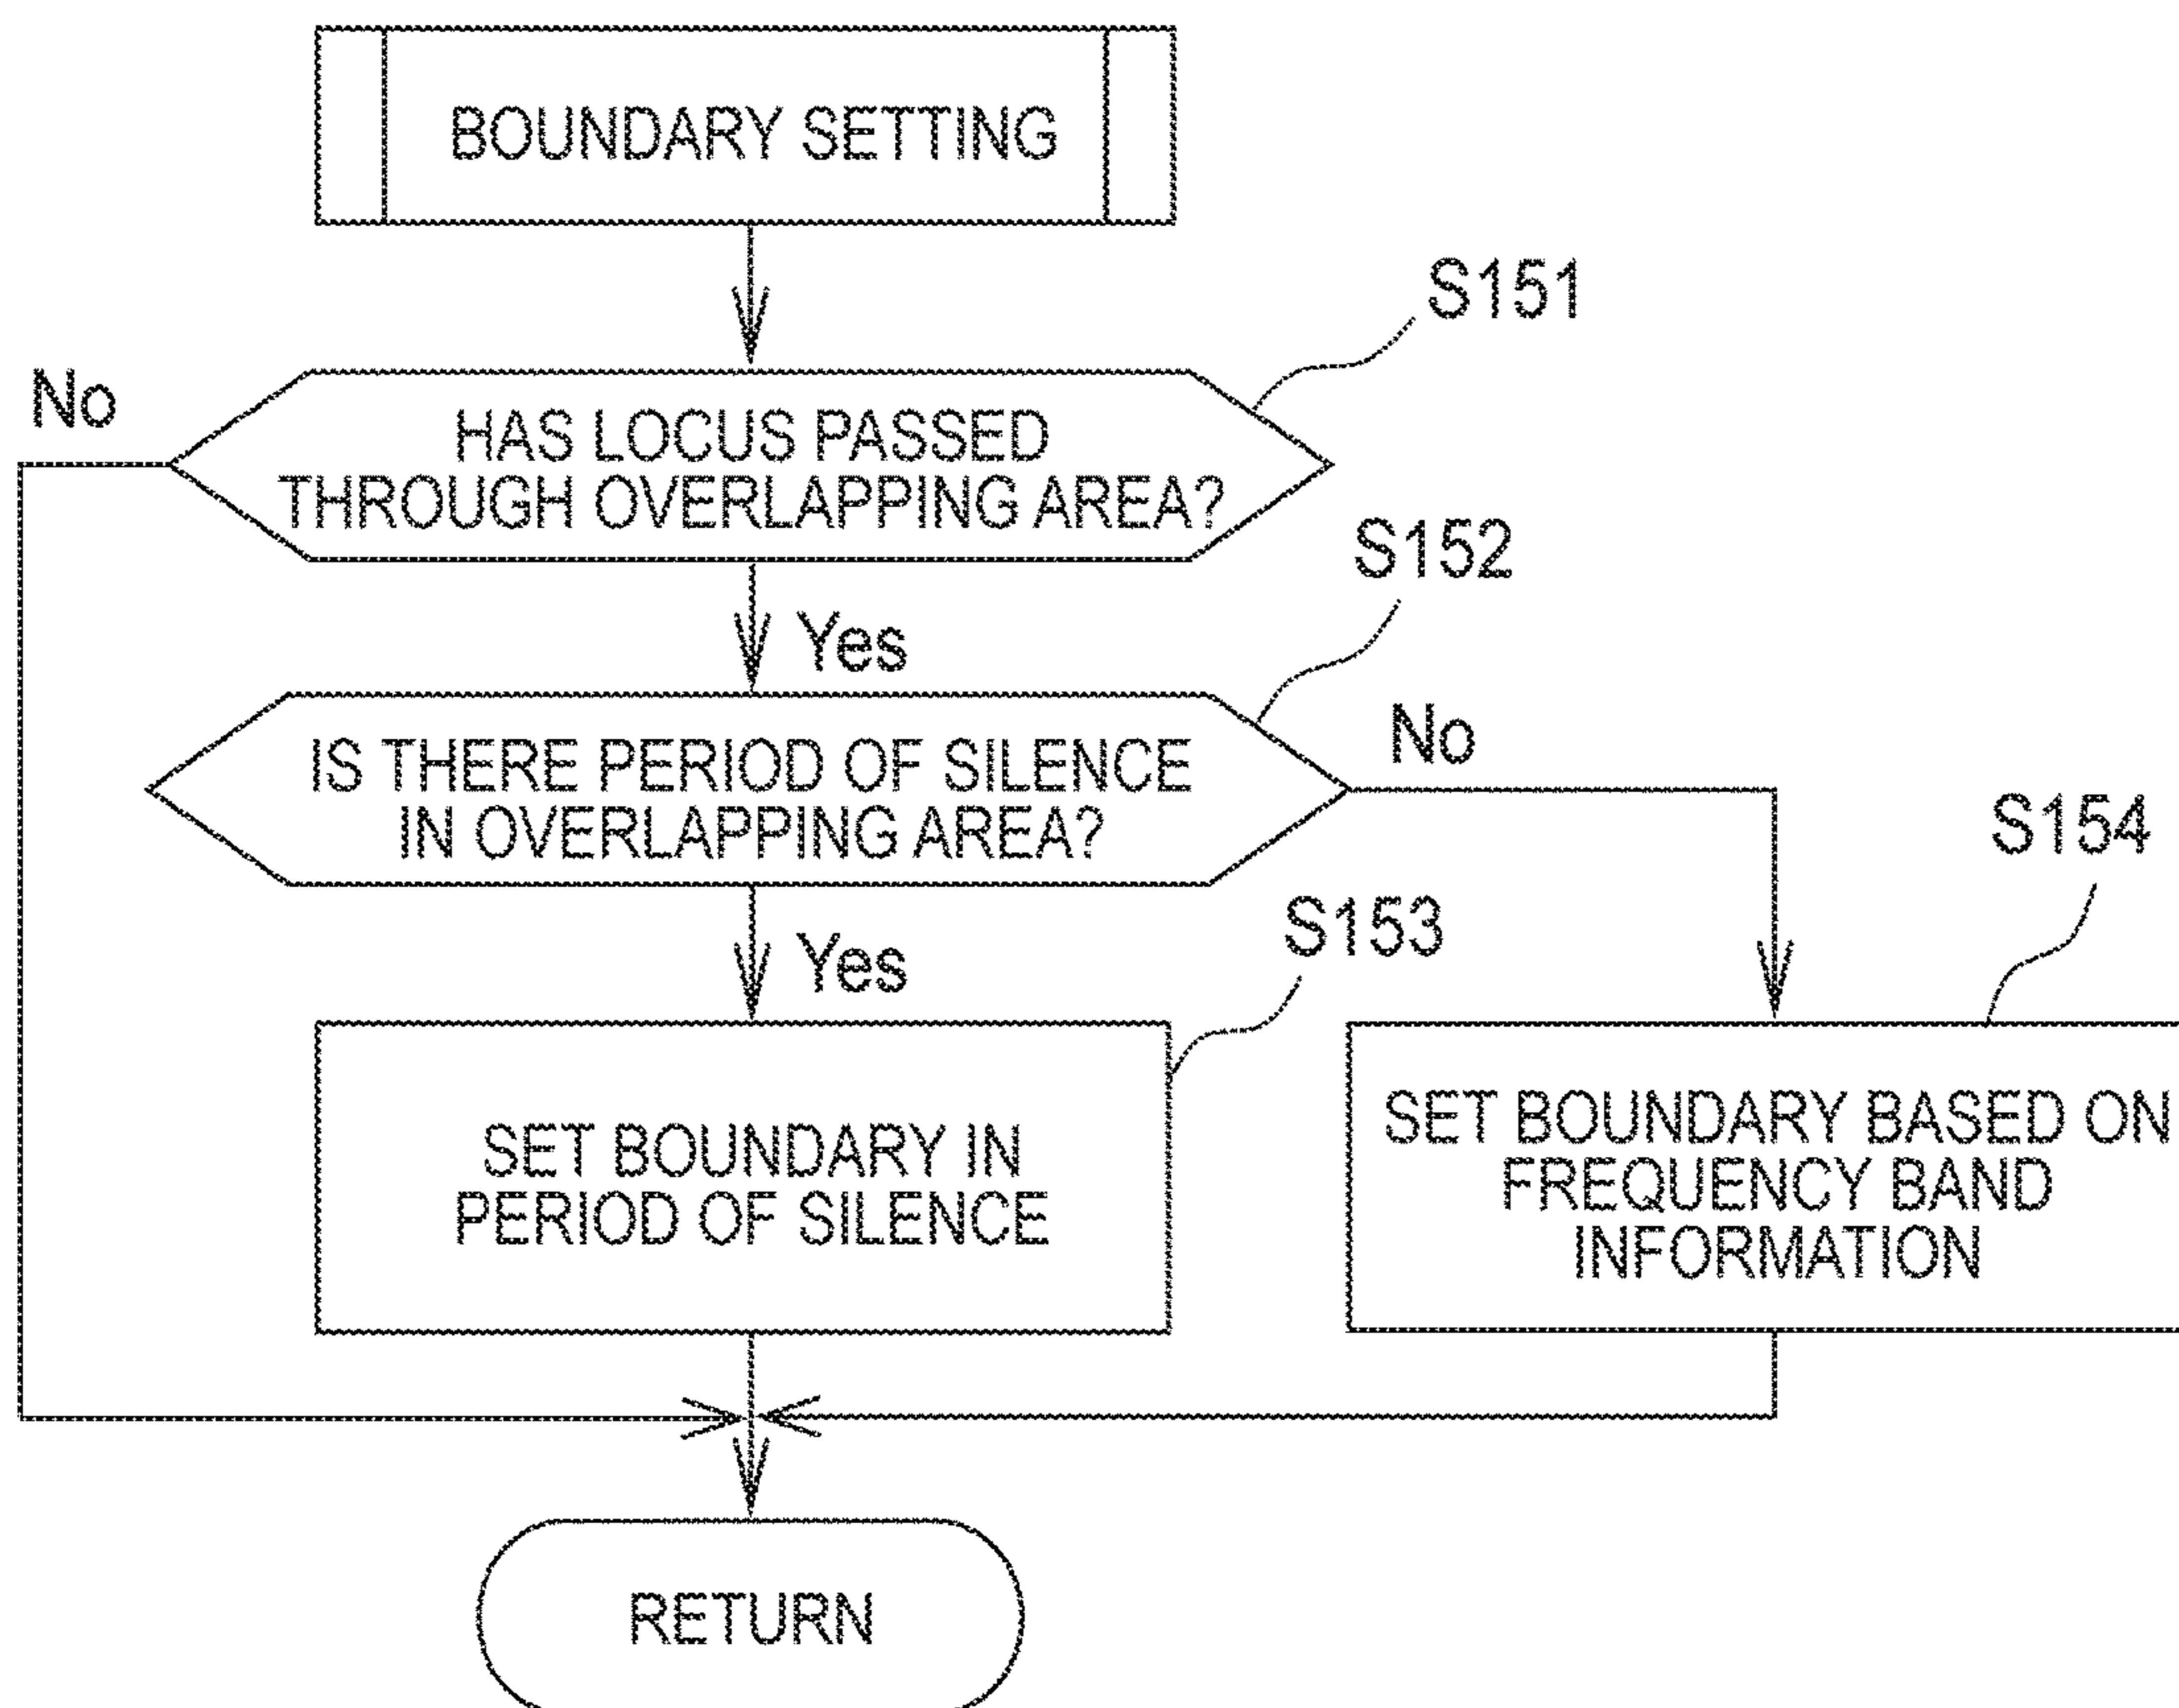 BOUNDARY SETTING
S151
No
HAS LOCUS PASSED
THROUGH OVERLAPPING AREA?
S152
Yes
No
IS THERE PERIOD OF SILENCE
IN OVERLAPPING AREA?
S154
S153
Yes
SET BOUNDARY IN
PERIOD OF SILENCE
SET BOUNDARY BASED ON
FREQUENCY BAND
INFORMATION
RETURN